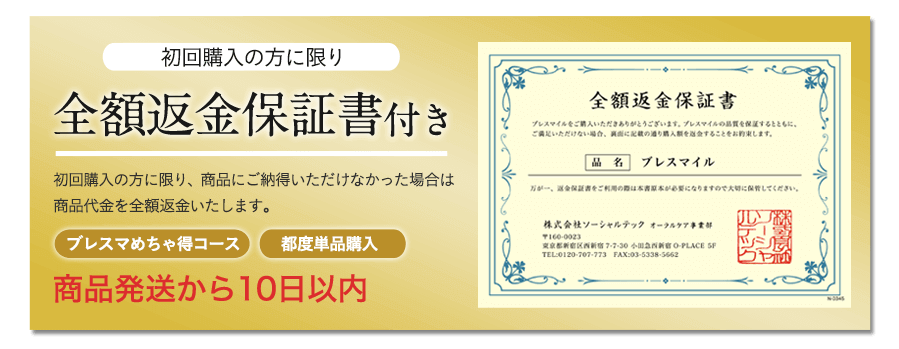 初回購入の方に限り
全額返金保証書付き
初回購入の方に限り、商品にご納得いただけなかった場合は
商品代金を全額返金いたします。
ブレスマめちゃ得コース
都度単品購入
商品発送から10日以内
全額返金保証書
ブレスマイルをご購入いただきありがとうございます。ブレスマイルの品質を保証するとともに、
ご満足いただけない場合、裏面に記載の通り購入額を返金することをお約束します。
品 名 ブレスマイル
万が一、返金保証書をご利用の際は本書原本が必要になりますので大切に保管してください。
株式会社ソーシャルテック オーラルケア事業部
〒160-0023
東京都新宿区西新宿 7-7-30 小田急西新宿 O-PLACE 5F
TEL:0120-707-773 FAX:03-5338-5662
株式会社
ソーシャ
ルテック
N-0345